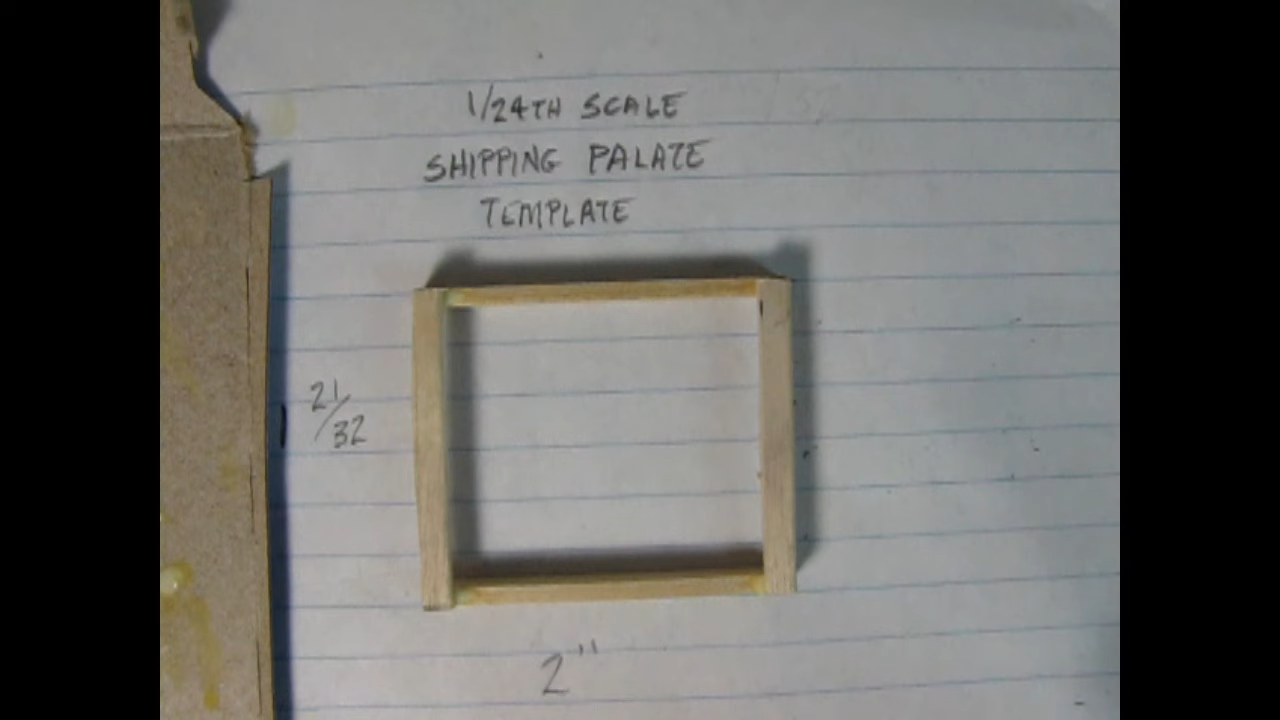 1/24TH SCALE
SHIPPING PALATE
TEMPLATE
21/32
2"